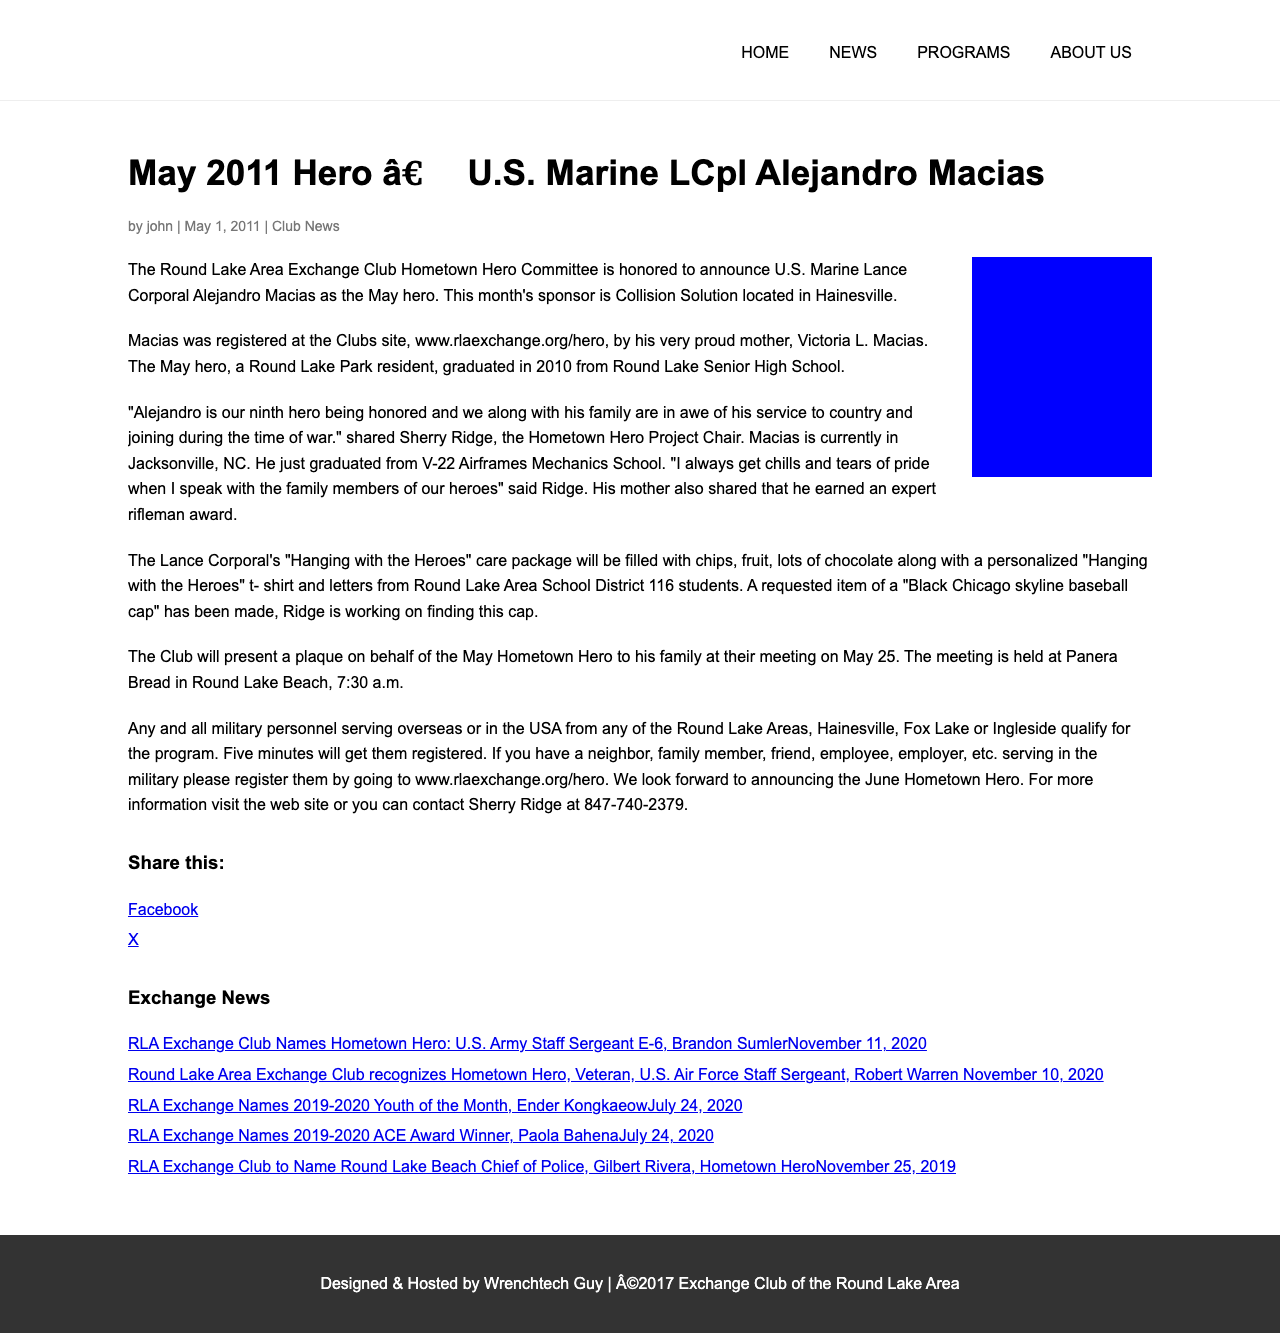 HOME NEWS PROGRAMS ABOUT US
May 2011 Hero â€ U.S. Marine LCpl Alejandro Macias
by john | May 1, 2011 | Club News
The Round Lake Area Exchange Club Hometown Hero Committee is honored to announce U.S. Marine Lance
Corporal Alejandro Macias as the May hero. This month's sponsor is Collision Solution located in Hainesville.
Macias was registered at the Clubs site, www.rlaexchange.org/hero, by his very proud mother, Victoria L. Macias.
The May hero, a Round Lake Park resident, graduated in 2010 from Round Lake Senior High School.
"Alejandro is our ninth hero being honored and we along with his family are in awe of his service to country and
joining during the time of war." shared Sherry Ridge, the Hometown Hero Project Chair. Macias is currently in
Jacksonville, NC. He just graduated from V-22 Airframes Mechanics School. "I always get chills and tears of pride
when I speak with the family members of our heroes" said Ridge. His mother also shared that he earned an expert
rifleman award.
The Lance Corporal's "Hanging with the Heroes" care package will be filled with chips, fruit, lots of chocolate along with a personalized "Hanging
with the Heroes" t- shirt and letters from Round Lake Area School District 116 students. A requested item of a "Black Chicago skyline baseball
cap" has been made, Ridge is working on finding this cap.
The Club will present a plaque on behalf of the May Hometown Hero to his family at their meeting on May 25. The meeting is held at Panera
Bread in Round Lake Beach, 7:30 a.m.
Any and all military personnel serving overseas or in the USA from any of the Round Lake Areas, Hainesville, Fox Lake or Ingleside qualify for
the program. Five minutes will get them registered. If you have a neighbor, family member, friend, employee, employer, etc. serving in the
military please register them by going to www.rlaexchange.org/hero. We look forward to announcing the June Hometown Hero. For more
information visit the web site or you can contact Sherry Ridge at 847-740-2379.
Share this:
Facebook
X
Exchange News
RLA Exchange Club Names Hometown Hero: U.S. Army Staff Sergeant E-6, Brandon SumlerNovember 11, 2020
Round Lake Area Exchange Club recognizes Hometown Hero, Veteran, U.S. Air Force Staff Sergeant, Robert Warren November 10, 2020
RLA Exchange Names 2019-2020 Youth of the Month, Ender KongkaeowJuly 24, 2020
RLA Exchange Names 2019-2020 ACE Award Winner, Paola BahenaJuly 24, 2020
RLA Exchange Club to Name Round Lake Beach Chief of Police, Gilbert Rivera, Hometown HeroNovember 25, 2019
Designed & Hosted by Wrenchtech Guy | Â©2017 Exchange Club of the Round Lake Area